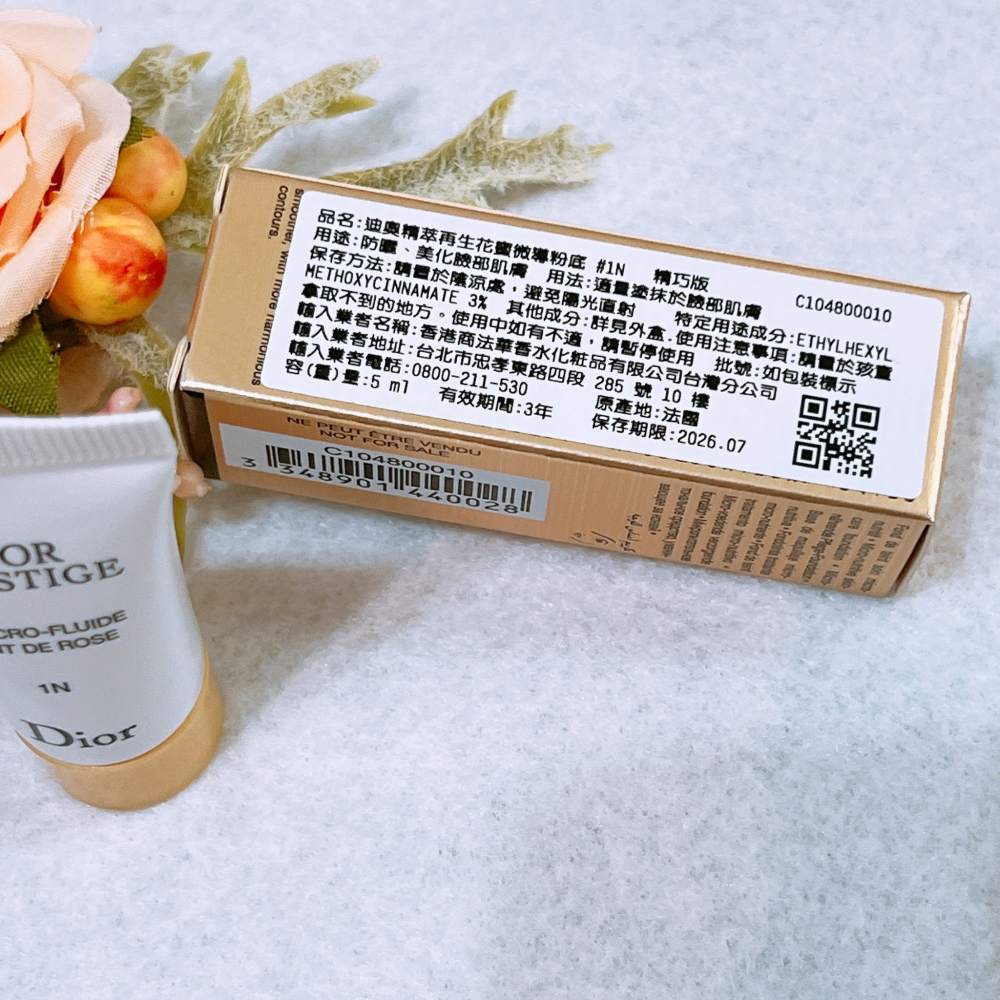 smoother, with more harmonious
contours.
品名:迪奧精萃再生花蜜微導粉底 #1N 精巧版
用途:防曬、美化臉部肌膚 用法:適量塗抹於臉部肌膚 C104800010
保存方法:請置於陰涼處，避免陽光直射 特定用途成分:ETHYLHEXYL
METHOXYCINNAMATE 3% 其他成分:詳見外盒.使用注意事項:請置於孩童
拿取不到的地方。使用中如有不適，請暫停使用 批號:如包裝標示
輸入業者名稱:香港商法華香水化粧品有限公司台灣分公司
輸入業者地址:台北市忠孝東路四段 285 號 10 樓
輸入業者電話:0800-211-530 原產地:法國
容(重)量:5 ml 有效期間:3年 保存期限:2026.07
NE PEUT ÊTRE VENDU
NOT FOR SALE
C104800010
3 348901 440028
OR
STIGE
CRO-FLUIDE
NT DE ROSE
1N
Dior